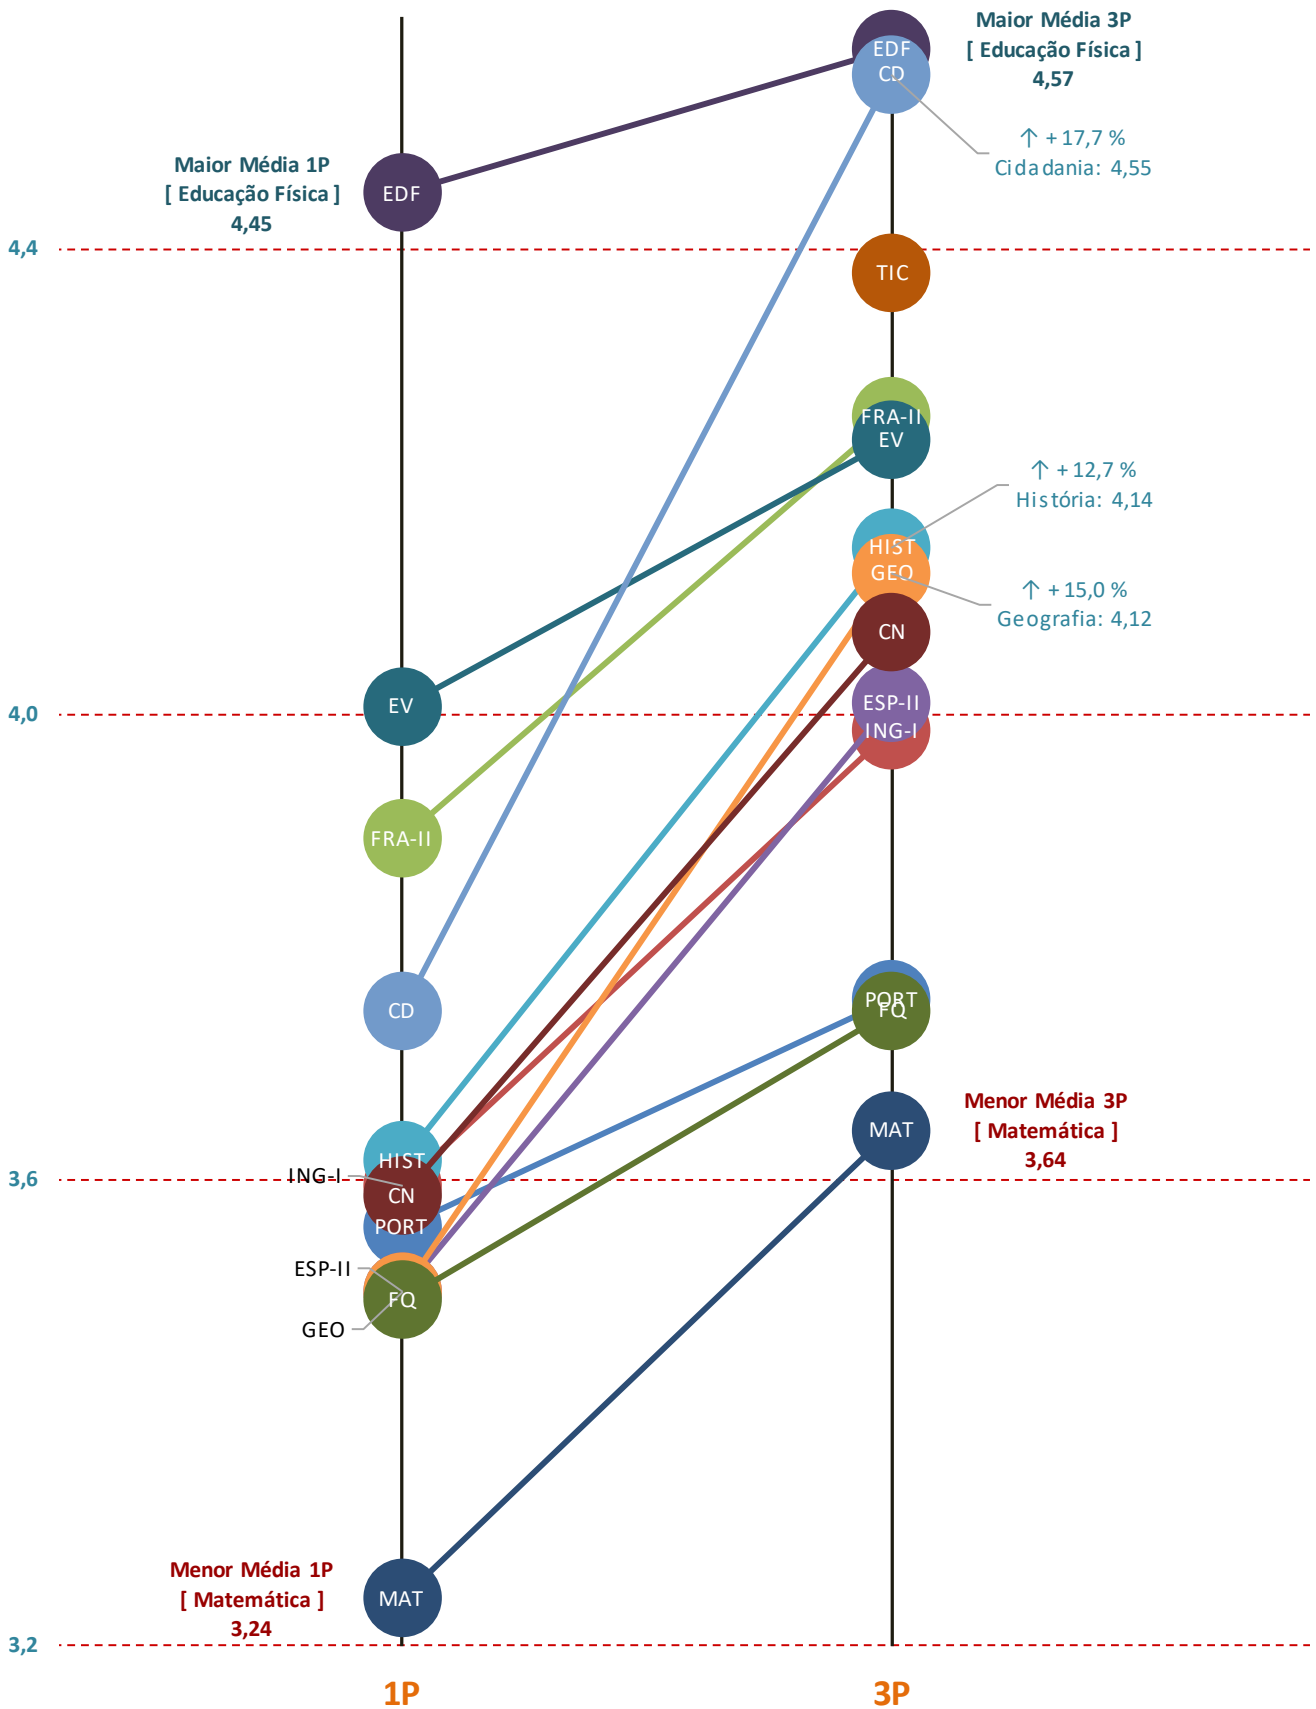 Maior Média 3P
[ Educação Física ]
4,57
EDF
CD
↑ + 17,7 %
Cidadania: 4,55
Maior Média 1P
[ Educação Física ]
4,45
EDF
4,4
TIC
FRA-II
EV
↑ + 12,7 %
História: 4,14
HIST
GEO
↑ + 15,0 %
Geografia: 4,12
CN
EV
4,0
ESP-II
ING-I
FRA-II
CD
PORT
FQ
Menor Média 3P
[ Matemática ]
3,64
MAT
HIST
ING-I
3,6
CN
PORT
ESP-II
FQ
GEO
Menor Média 1P
[ Matemática ]
3,24
MAT
3,2
1P
3P